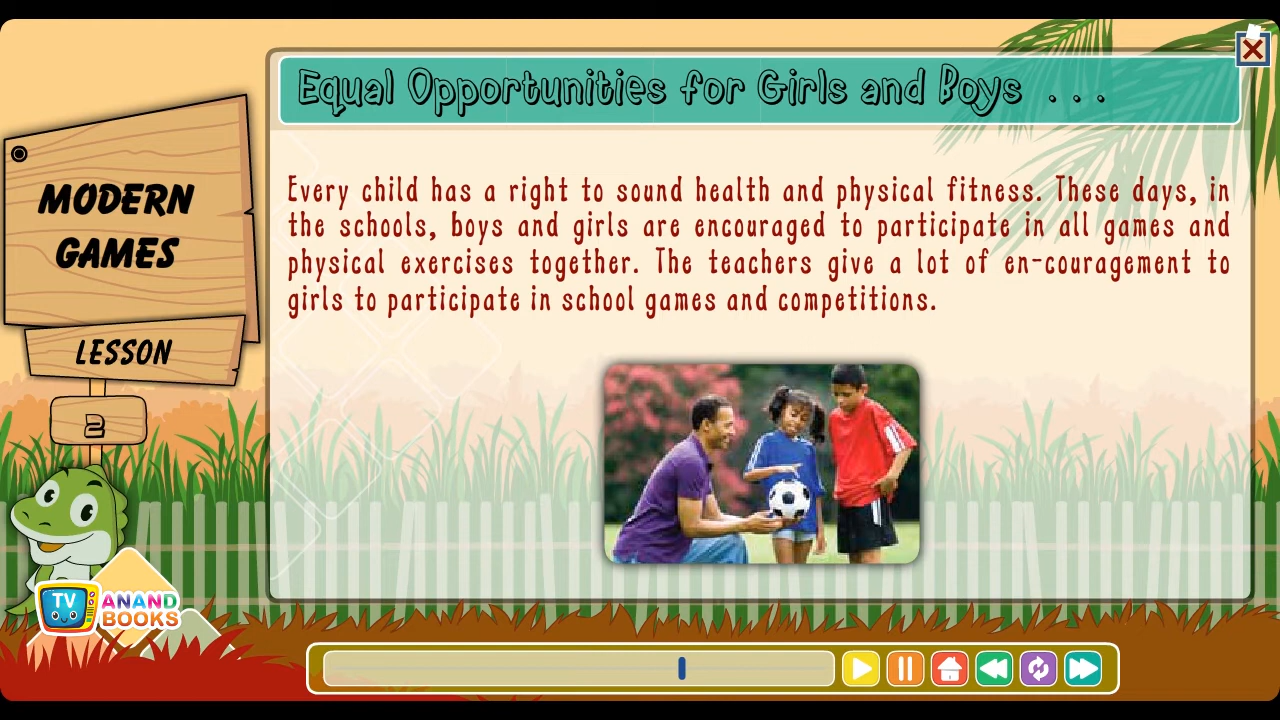 Equal Opportunities for Girls and Boys ...
MODERN
GAMES
LESSON
2
Every child has a right to sound health and physical fitness. These days, in
the schools, boys and girls are encouraged to participate in all games and
physical exercises together. The teachers give a lot of en-couragement to
girls to participate in school games and competitions.
TV
ANAND
BOOKS